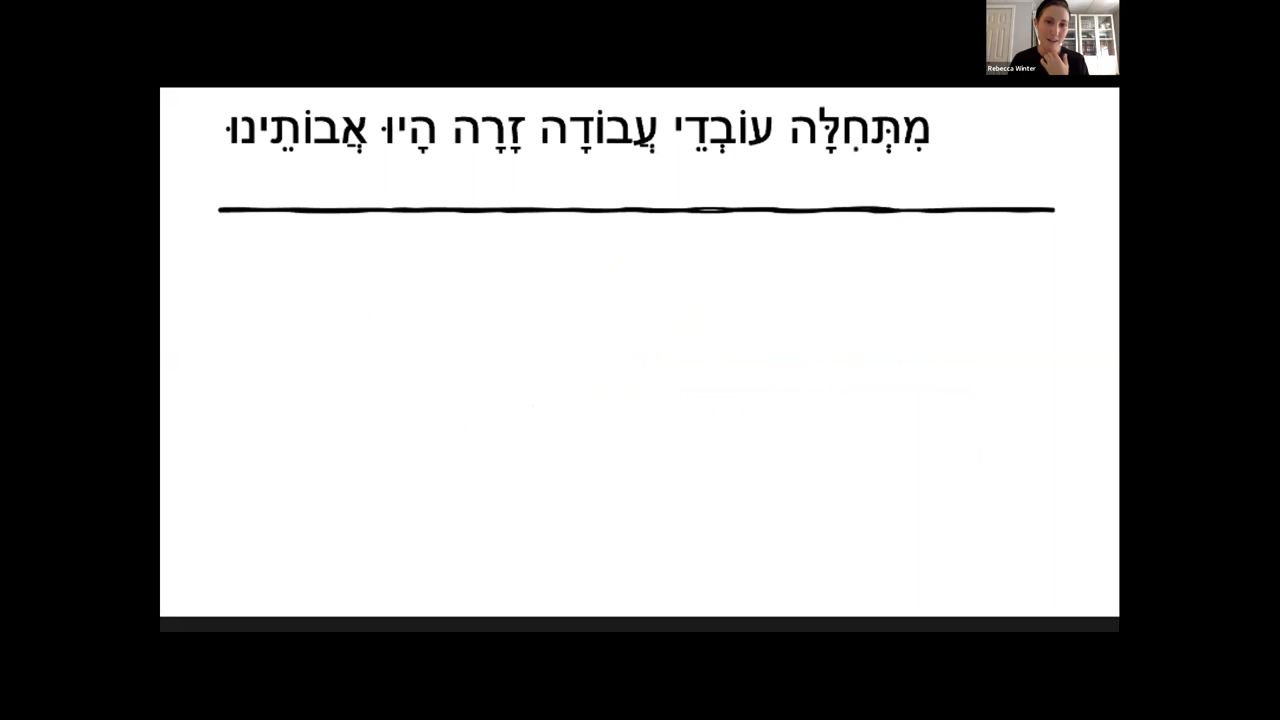 Rebecca Winter
מִתְּחִלָּה עוֹבְדֵי עֲבוֹדָה זָרָה הָיוּ אֲבוֹתֵינוּ